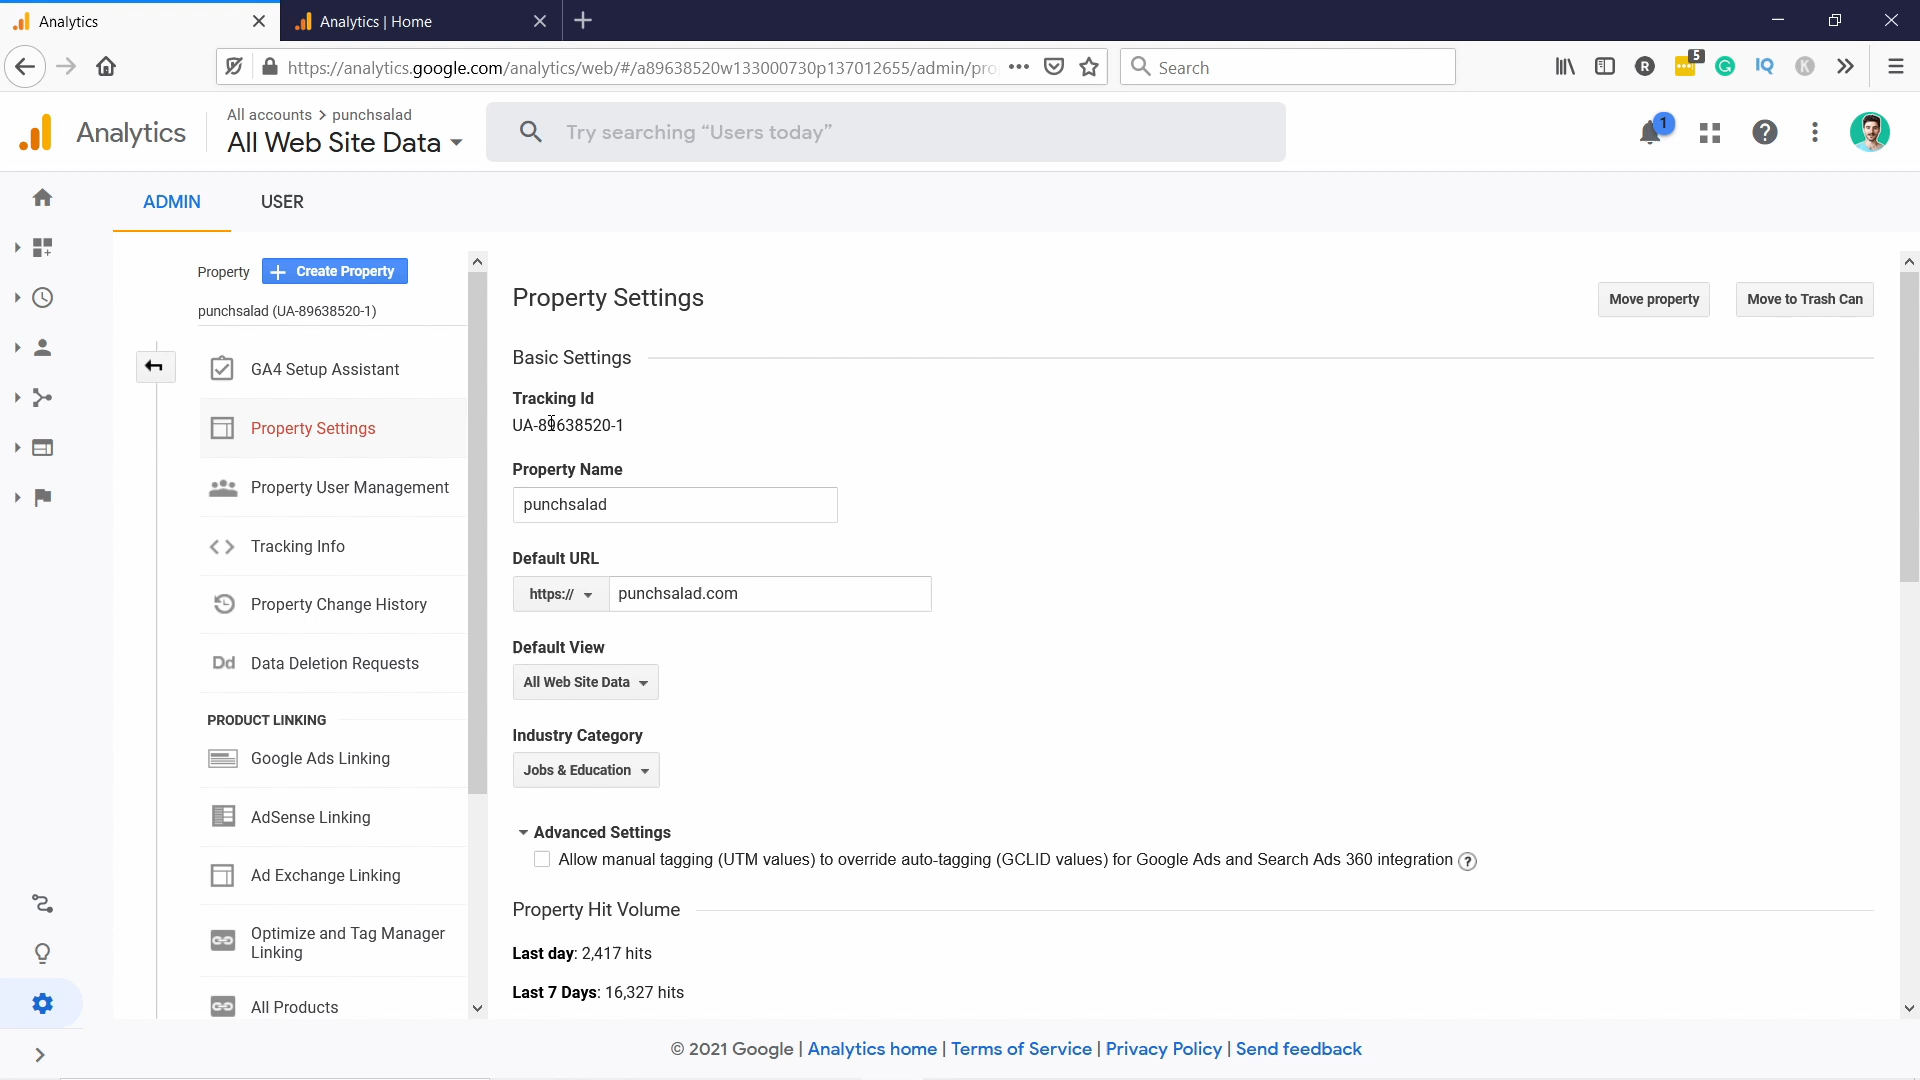 Analytics
Analytics | Home
https://analytics.google.com/analytics/web/#/a89638520w133000730p137012655/admin/pro
Search
R
5
G
IQ
K
Analytics
All accounts > punchsalad
All Web Site Data
Try searching “Users today”
1
ADMIN
USER
Property
Create Property
punchsalad (UA-89638520-1)
GA4 Setup Assistant
Property Settings
Property User Management
Tracking Info
Property Change History
Dd Data Deletion Requests
PRODUCT LINKING
Google Ads Linking
AdSense Linking
Ad Exchange Linking
Optimize and Tag Manager
Linking
All Products
Property Settings
Move property
Move to Trash Can
Basic Settings
Tracking Id
UA-89638520-1
Property Name
punchsalad
Default URL
https://
punchsalad.com
Default View
All Web Site Data
Industry Category
Jobs & Education
Advanced Settings
Allow manual tagging (UTM values) to override auto-tagging (GCLID values) for Google Ads and Search Ads 360 integration ?
Property Hit Volume
Last day: 2,417 hits
Last 7 Days: 16,327 hits
© 2021 Google | Analytics home | Terms of Service | Privacy Policy | Send feedback